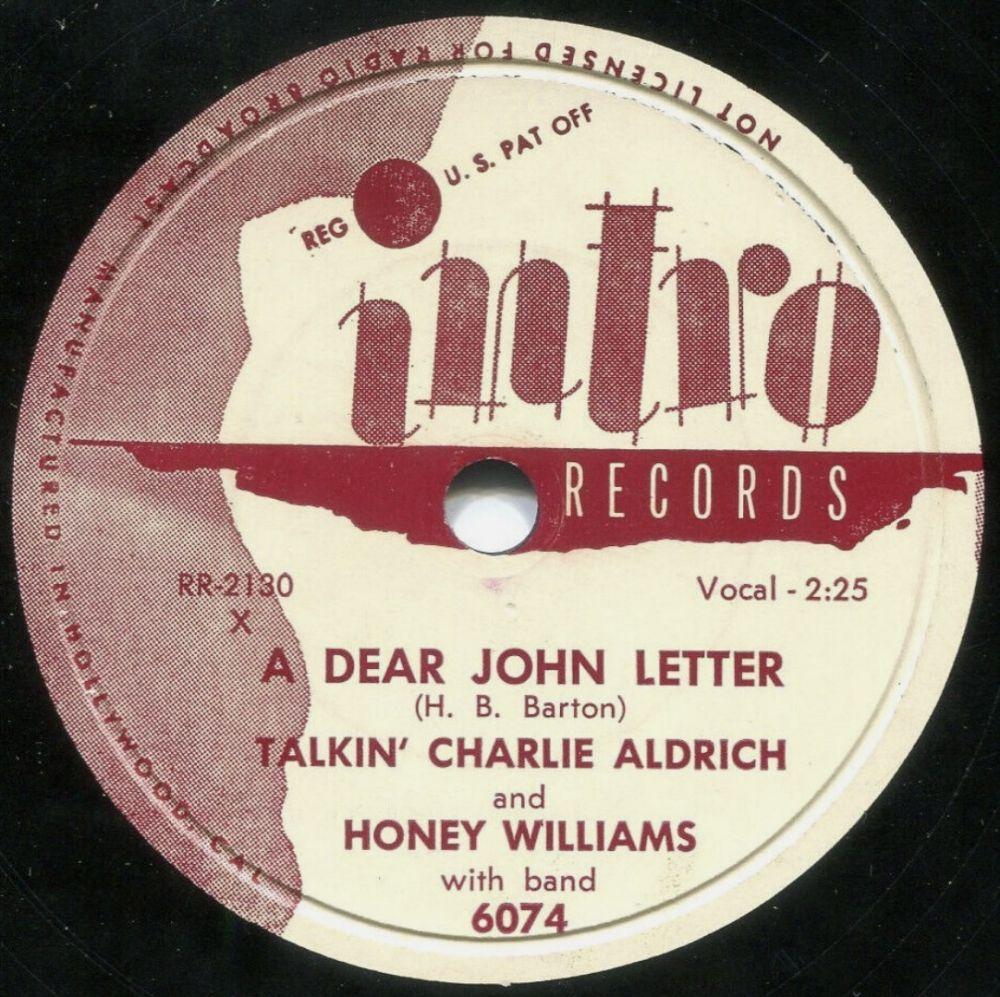 NOT LICENSED FOR RADIO BROADCAST MANUFACTURED IN HOLLYWOOD, CAL.
REG U. S. PAT OFF
intro
RECORDS
RR-2130
X
Vocal - 2:25
A DEAR JOHN LETTER
(H. B. Barton)
TALKIN' CHARLIE ALDRICH
and
HONEY WILLIAMS
with band
6074